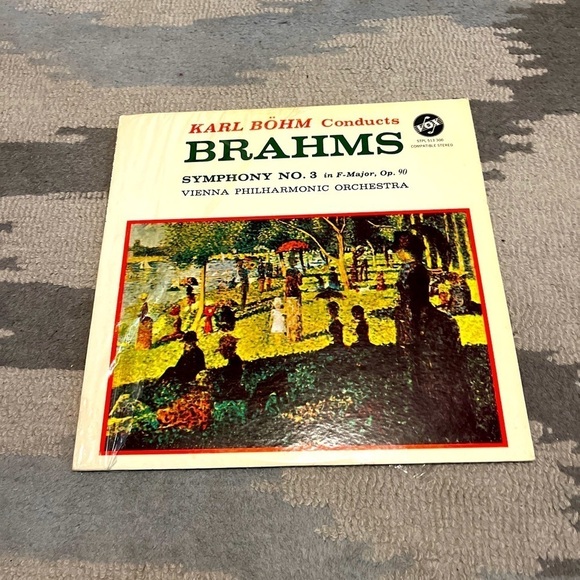 KARL BÖHM Conducts
BRAHMS
SYMPHONY NO. 3 in F-Major, Op. 90
VIENNA PHILHARMONIC ORCHESTRA
VOX
COMPATIBLE STEREO